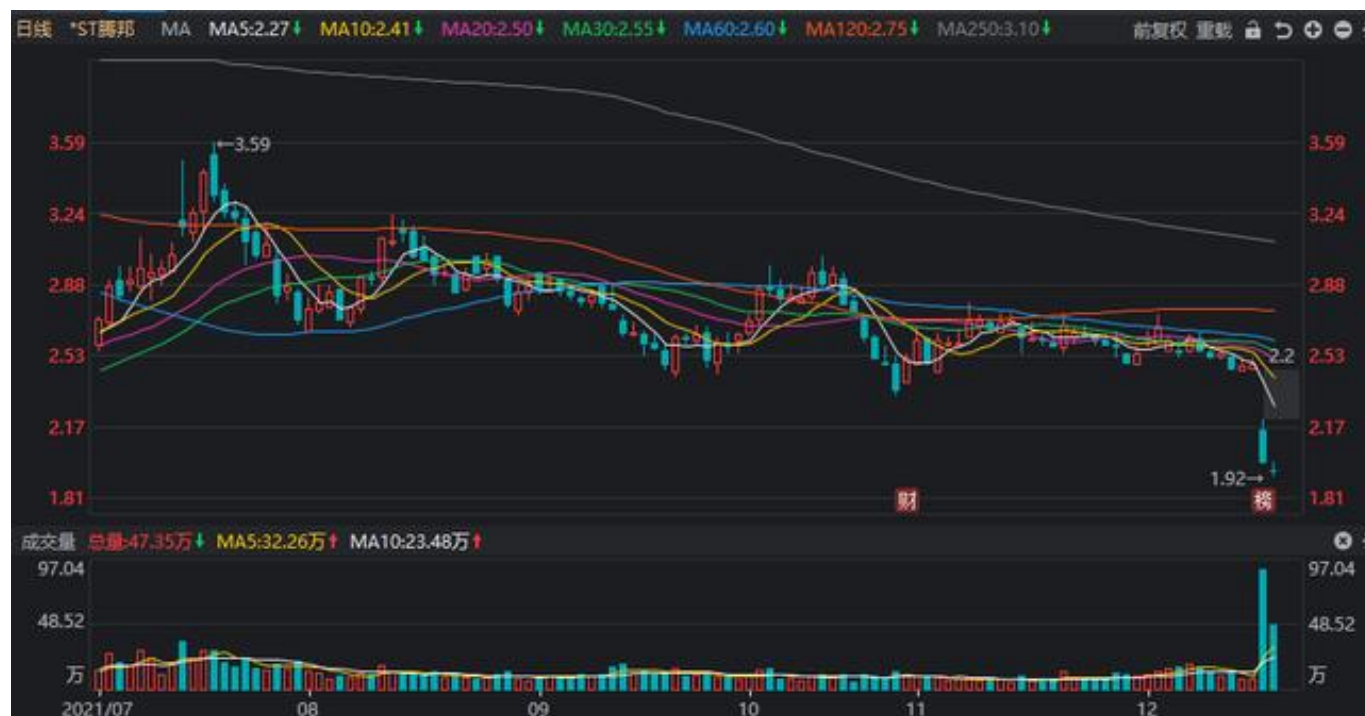 日线 *ST腾邦 MA MA5:2.27↓ MA10:2.41↓ MA20:2.50↓ MA30:2.55↓ MA60:2.60↓ MA120:2.75↓ MA250:3.10↓ 前复权 重载
3.59 ←3.59 3.59
3.24 3.24
2.88 2.88
2.53 2.2 2.53
2.17 2.17
1.92→
1.81 财 榜 1.81
成交量 总量:47.35万↓ MA5:32.26万↑ MA10:23.48万↑
97.04 97.04
48.52 48.52
万 万
2021/07 08 09 10 11 12